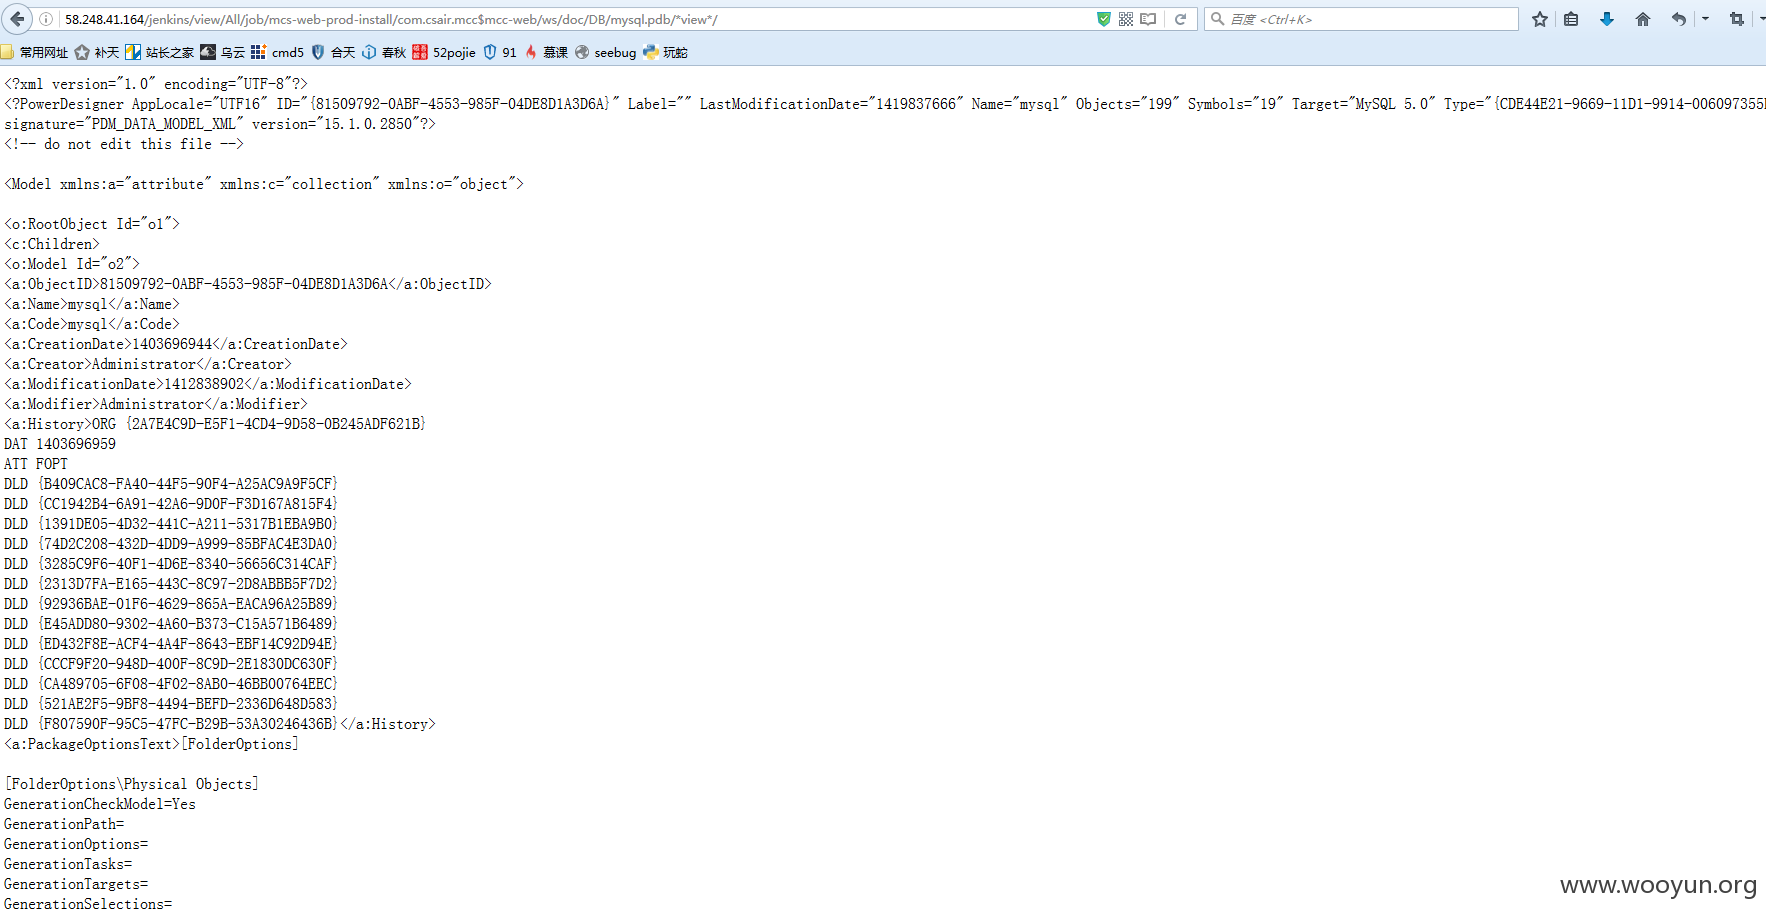 58.248.41.164/jenkins/view/All/job/mcs-web-prod-install/com.csair.mcc$mcc-web/ws/doc/DB/mysql.pdb/*view*/
百度 <Ctrl+K>
常用网址 补天 站长之家 乌云 cmd5 合天 春秋 52pojie 91 慕课 seebug 玩蛇
<?xml version="1.0" encoding="UTF-8"?>
<?PowerDesigner AppLocale="UTF16" ID="{81509792-0ABF-4553-985F-04DE8D1A3D6A}" Label="" LastModificationDate="1419837666" Name="mysql" Objects="199" Symbols="19" Target="MySQL 5.0" Type="{CDE44E21-9669-11D1-9914-006097355
signature="PDM_DATA_MODEL_XML" version="15.1.0.2850"?>
<!-- do not edit this file -->
<Model xmlns:a="attribute" xmlns:c="collection" xmlns:o="object">
<o:RootObject Id="o1">
<c:Children>
<o:Model Id="o2">
<a:ObjectID>81509792-0ABF-4553-985F-04DE8D1A3D6A</a:ObjectID>
<a:Name>mysql</a:Name>
<a:Code>mysql</a:Code>
<a:CreationDate>1403696944</a:CreationDate>
<a:Creator>Administrator</a:Creator>
<a:ModificationDate>1412838902</a:ModificationDate>
<a:Modifier>Administrator</a:Modifier>
<a:History>ORG {2A7E4C9D-E5F1-4CD4-9D58-0B245ADF621B}
DAT 1403696959
ATT FOPT
DLD {B409CAC8-FA40-44F5-90F4-A25AC9A9F5CF}
DLD {CC1942B4-6A91-42A6-9D0F-F3D167A815F4}
DLD {1391DE05-4D32-441C-A211-5317B1EBA9B0}
DLD {74D2C208-432D-4DD9-A999-85BFAC4E3DA0}
DLD {3285C9F6-40F1-4D6E-8340-56656C314CAF}
DLD {2313D7FA-E165-443C-8C97-2D8ABBB5F7D2}
DLD {92936BAE-01F6-4629-865A-EACA96A25B89}
DLD {E45ADD80-9302-4A60-B373-C15A571B6489}
DLD {ED432F8E-ACF4-4A4F-8643-EBF14C92D94E}
DLD {CCCF9F20-948D-400F-8C9D-2E1830DC630F}
DLD {CA489705-6F08-4F02-8AB0-46BB00764EEC}
DLD {521AE2F5-9BF8-4494-BEFD-2336D648D583}
DLD {F807590F-95C5-47FC-B29B-53A30246436B}</a:History>
<a:PackageOptionsText>[FolderOptions]
[FolderOptions\Physical Objects]
GenerationCheckModel=Yes
GenerationPath=
GenerationOptions=
GenerationTasks=
GenerationTargets=
GenerationSelections=
www.wooyun.org